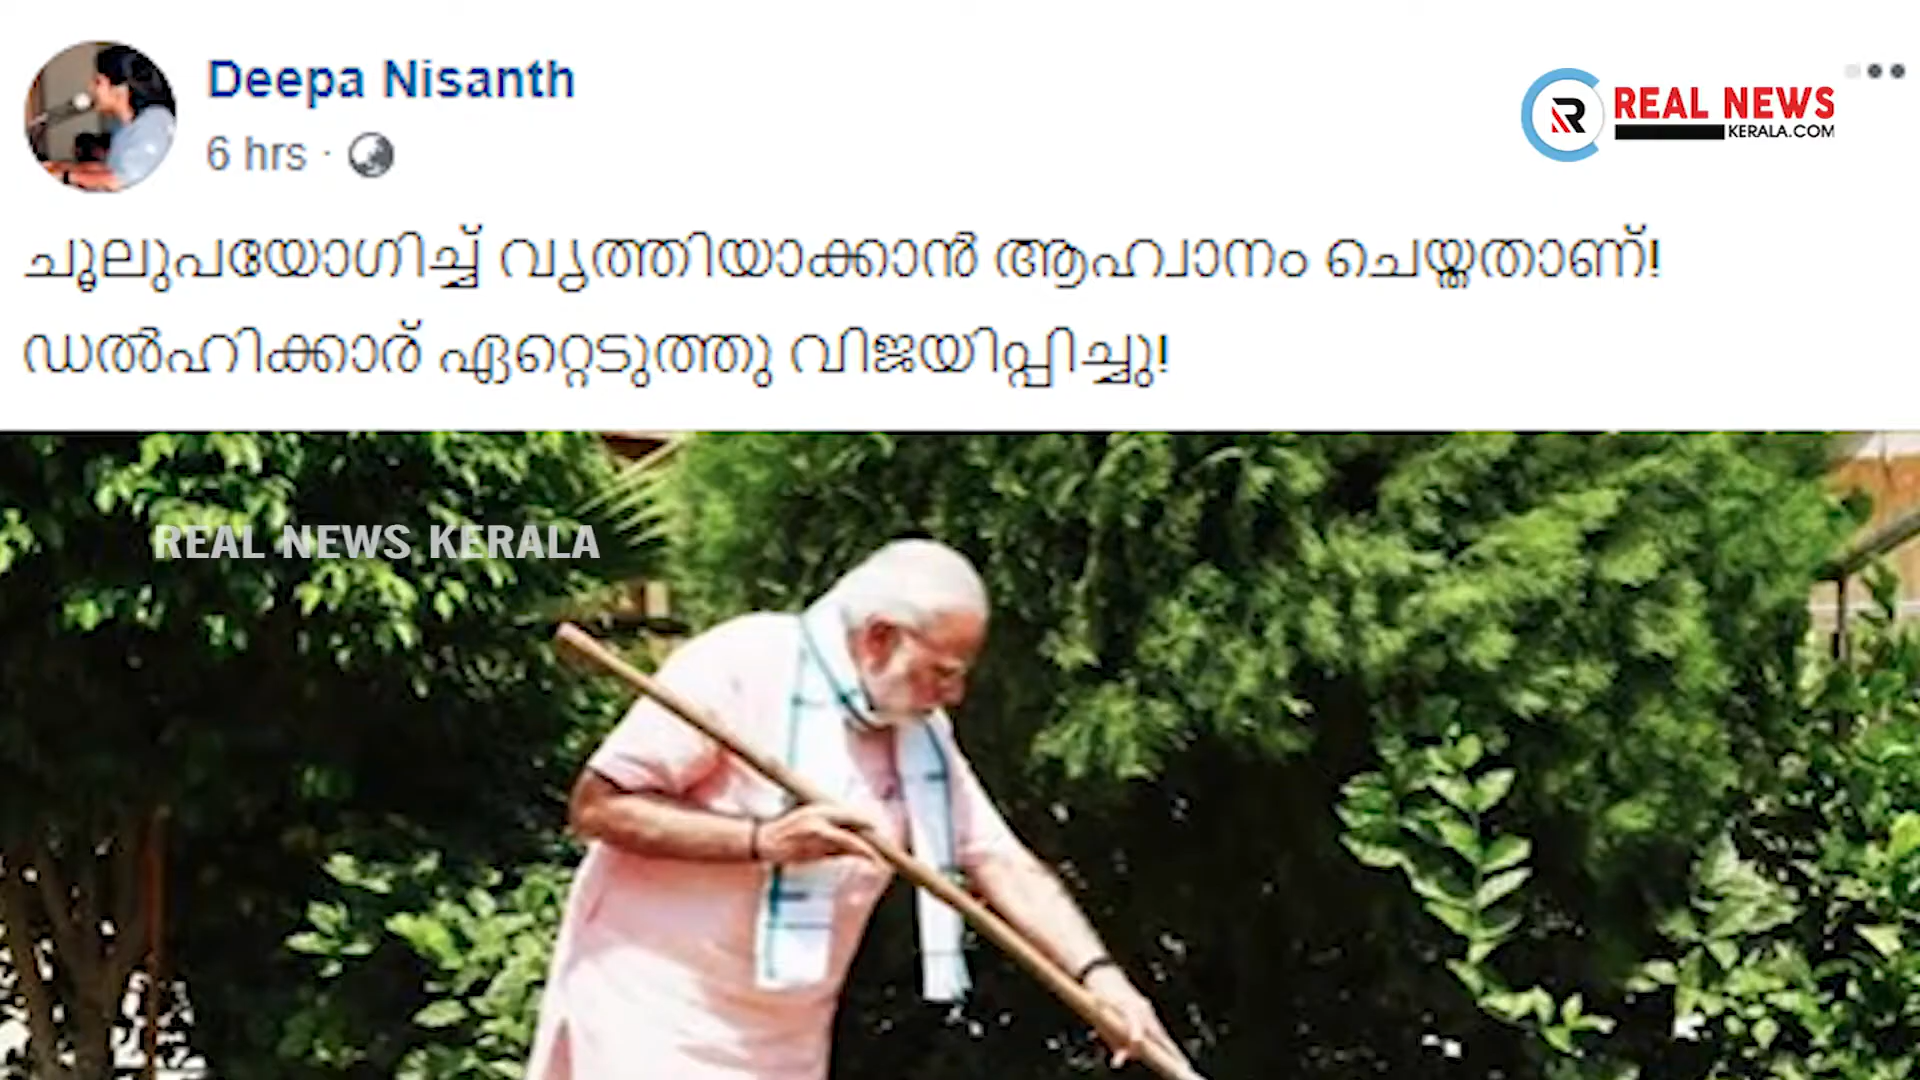 Deepa Nisanth
6 hrs ·
REAL NEWS
KERALA.COM
ചൂലുപയോഗിച്ച് വൃത്തിയാക്കാൻ ആഹ്വാനം ചെയ്തതാണ്!
ഡൽഹിക്കാര് ഏറ്റെടുത്തു വിജയിപ്പിച്ചു!
REAL NEWS KERALA